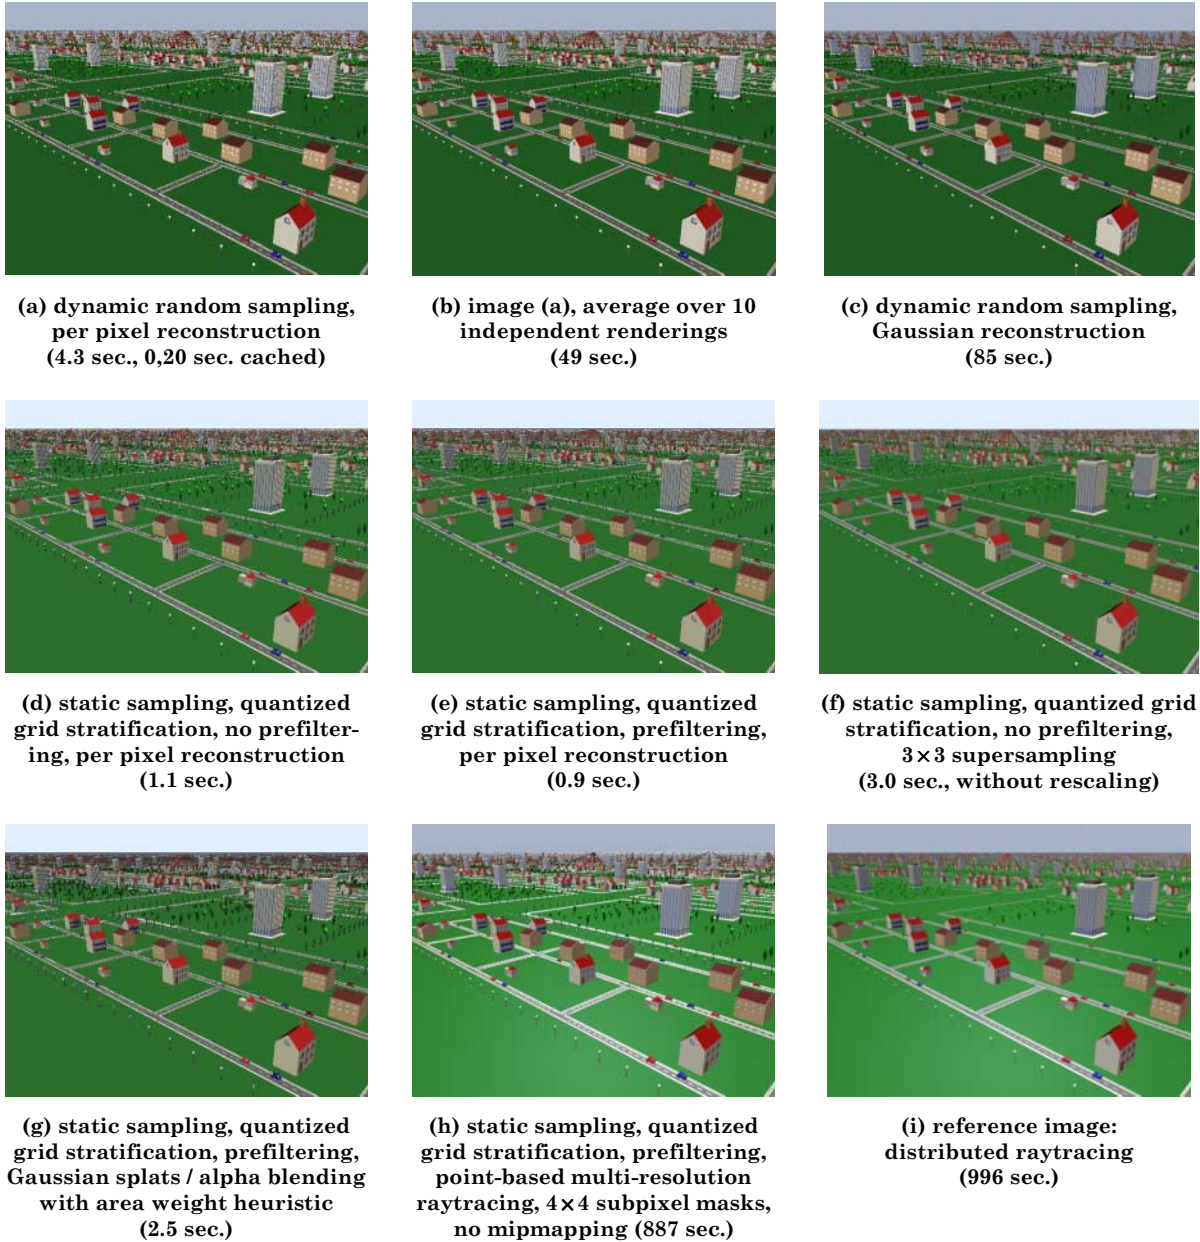 (a) dynamic random sampling,
per pixel reconstruction
(4.3 sec., 0,20 sec. cached)
(b) image (a), average over 10
independent renderings
(49 sec.)
(c) dynamic random sampling,
Gaussian reconstruction
(85 sec.)
(d) static sampling, quantized
grid stratification, no prefilter-
ing, per pixel reconstruction
(1.1 sec.)
(e) static sampling, quantized
grid stratification, prefiltering,
per pixel reconstruction
(0.9 sec.)
(f) static sampling, quantized grid
stratification, no prefiltering,
3×3 supersampling
(3.0 sec., without rescaling)
(g) static sampling, quantized
grid stratification, prefiltering,
Gaussian splats / alpha blending
with area weight heuristic
(2.5 sec.)
(h) static sampling, quantized
grid stratification, prefiltering,
point-based multi-resolution
raytracing, 4×4 subpixel masks,
no mipmapping (887 sec.)
(i) reference image:
distributed raytracing
(996 sec.)